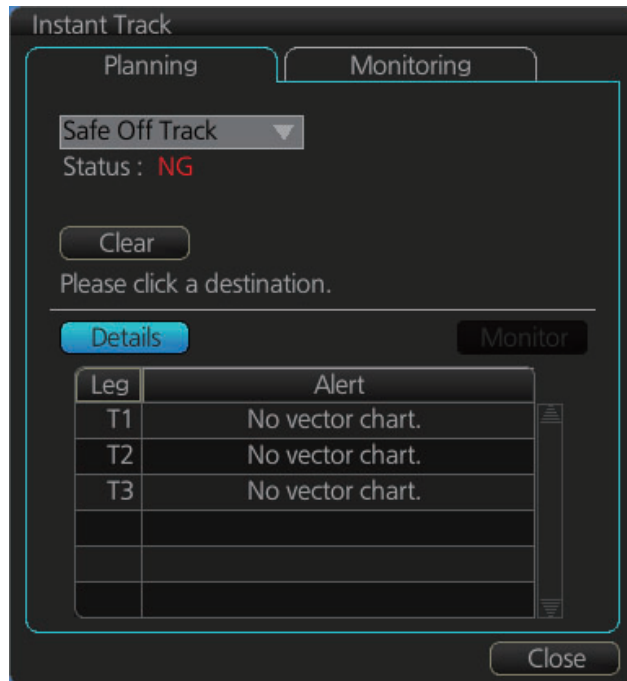 Instant Track
Planning Monitoring
Safe Off Track
Status : NG
Clear
Please click a destination.
Details Monitor
Leg Alert
T1 No vector chart.
T2 No vector chart.
T3 No vector chart.
Close